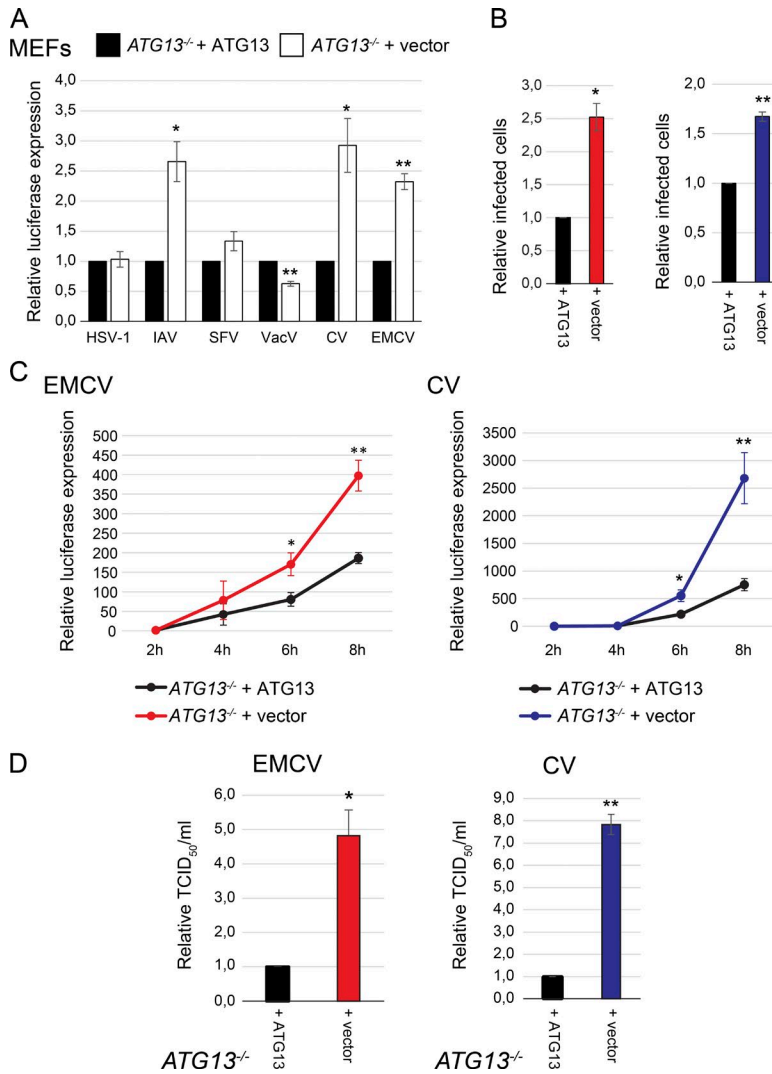 A
MEFs
ATG13-/- + ATG13
ATG13-/- + vector
Relative luciferase expression
4,0
3,5
3,0
2,5
2,0
1,5
1,0
0,5
0,0
*
**
*
**
HSV-1 IAV SFV VacV CV EMCV
B
Relative infected cells
3,0
2,5
2,0
1,5
1,0
0,5
0,0
*
+ ATG13
+ vector
Relative infected cells
2,0
1,5
1,0
0,5
0,0
**
+ ATG13
+ vector
C
EMCV
Relative luciferase expression
500
450
400
350
300
250
200
150
100
50
0
*
**
2h 4h 6h 8h
ATG13-/- + ATG13
ATG13-/- + vector
CV
Relative luciferase expression
3500
3000
2500
2000
1500
1000
500
0
*
**
2h 4h 6h 8h
ATG13-/- + ATG13
ATG13-/- + vector
D
EMCV
Relative TCID50/ml
6,0
5,0
4,0
3,0
2,0
1,0
0,0
*
+ ATG13
+ vector
ATG13-/-
CV
Relative TCID50/ml
9,0
8,0
7,0
6,0
5,0
4,0
3,0
2,0
1,0
0,0
**
+ ATG13
+ vector
ATG13-/-